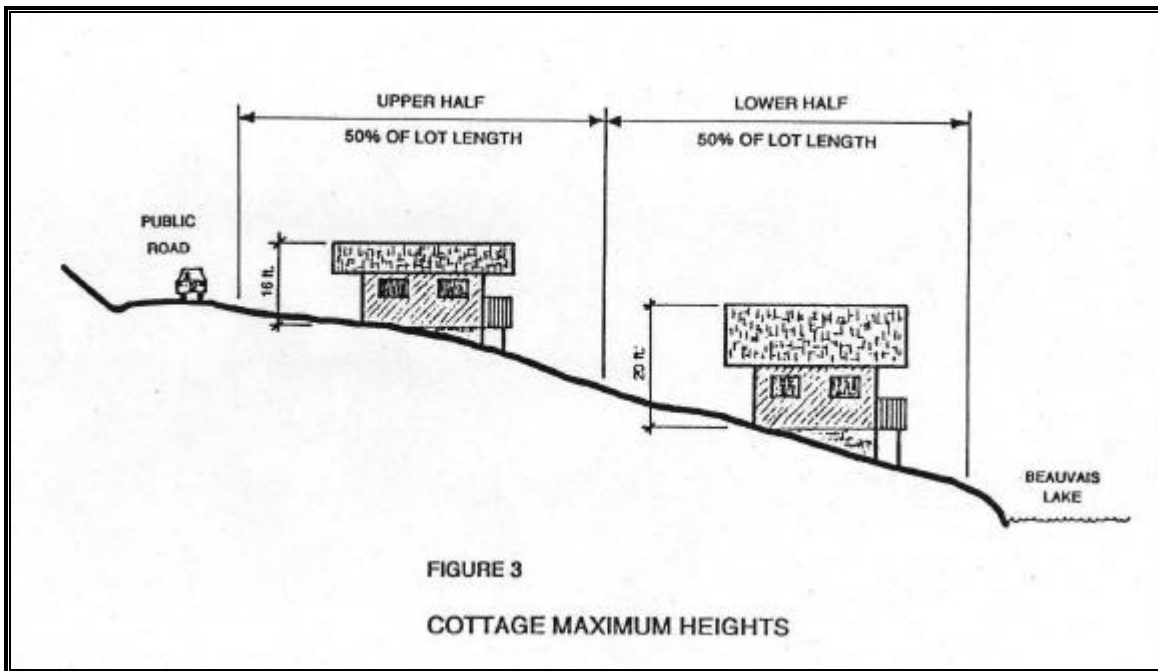 UPPER HALF
50% OF LOT LENGTH
LOWER HALF
50% OF LOT LENGTH
PUBLIC
ROAD
16 ft.
20 ft.
BEAUVAIS
LAKE
FIGURE 3
COTTAGE MAXIMUM HEIGHTS